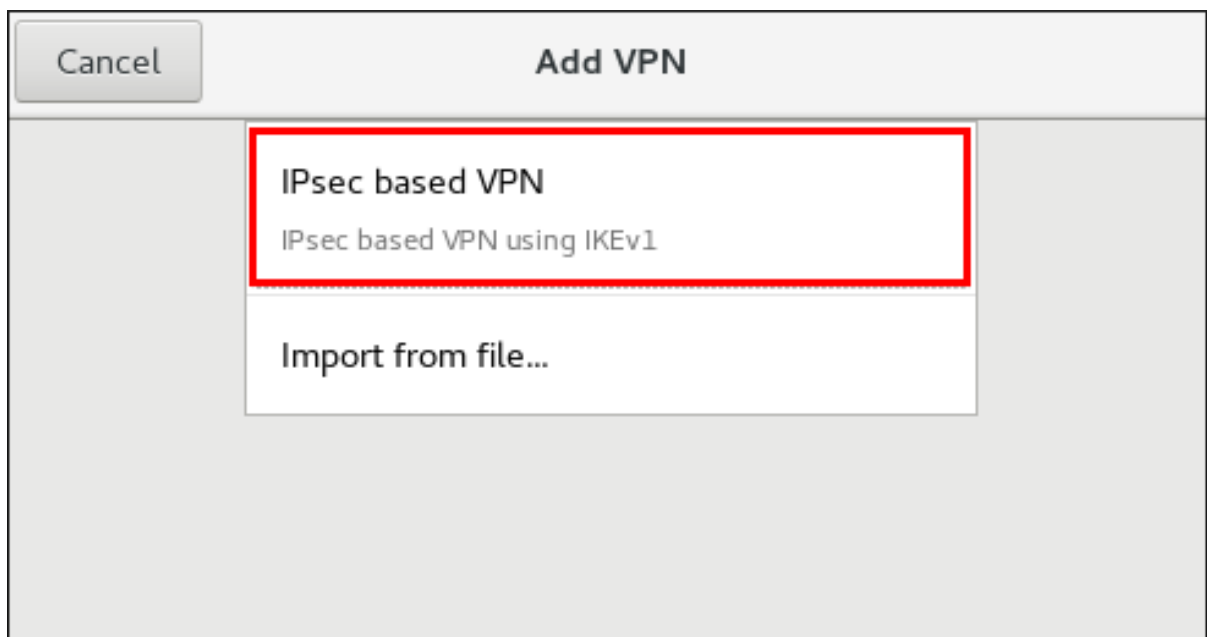 Cancel
Add VPN
IPsec based VPN
IPsec based VPN using IKEv1
Import from file...